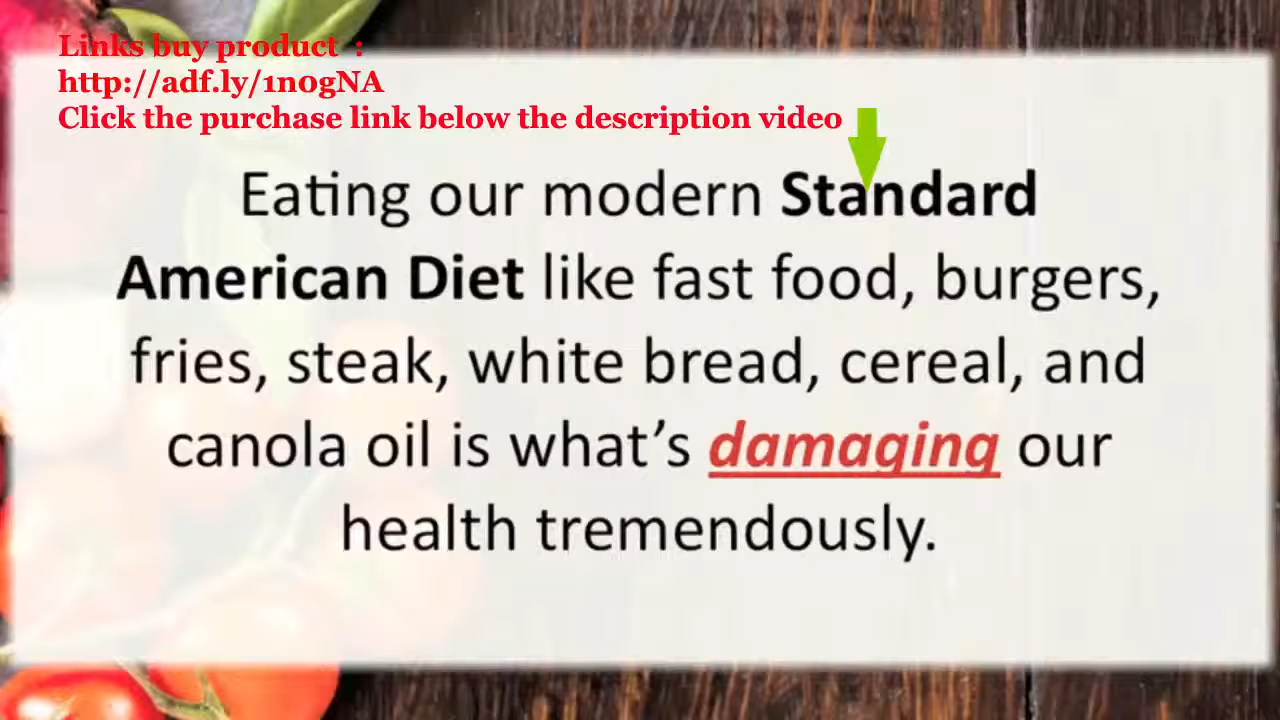 Links buy product :
http://adf.ly/1n0gNA
Click the purchase link below the description video
Eating our modern Standard
American Diet like fast food, burgers,
fries, steak, white bread, cereal, and
canola oil is what's damaging our
health tremendously.